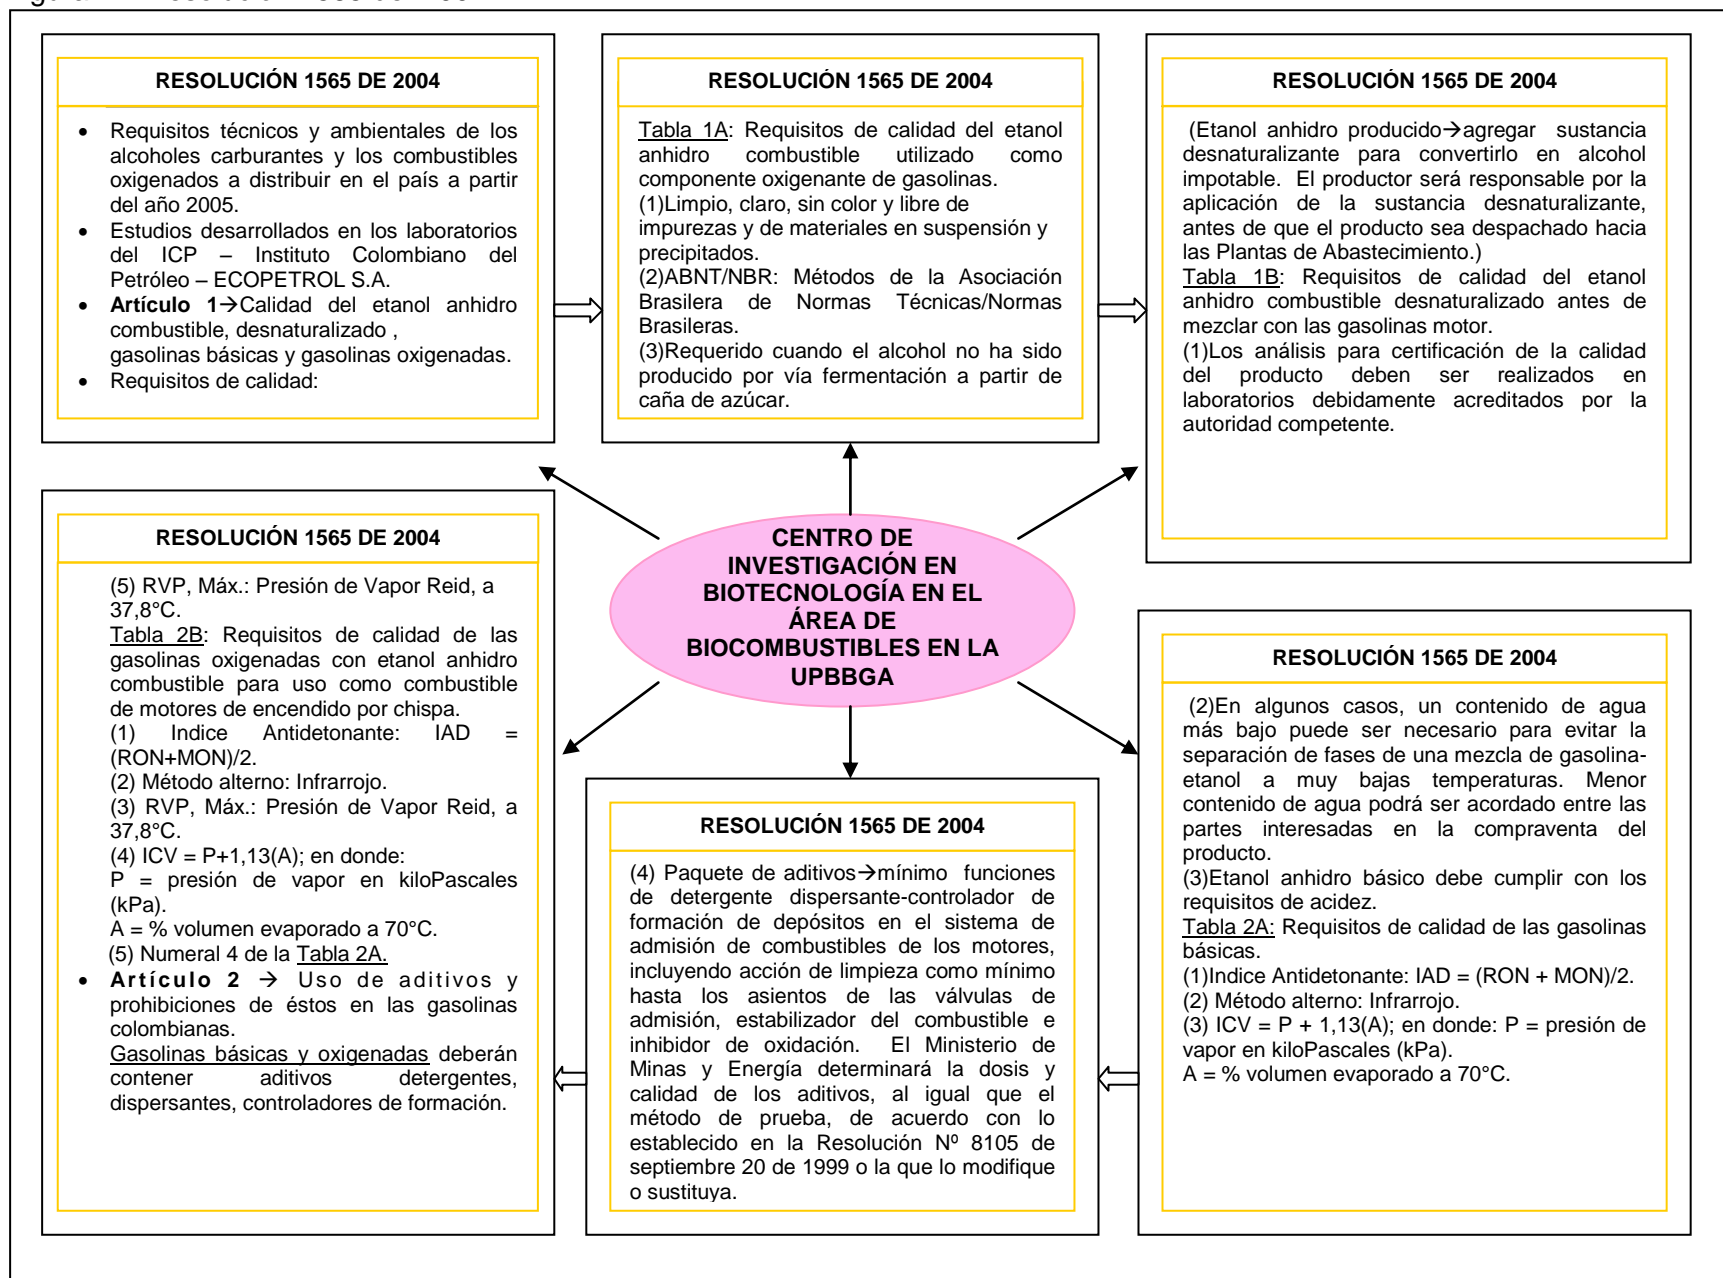 RESOLUCIÓN 1565 DE 2004
• Requisitos técnicos y ambientales de los
alcoholes carburantes y los combustibles
oxigenados a distribuir en el país a partir
del año 2005.
• Estudios desarrollados en los laboratorios
del ICP – Instituto Colombiano del
Petróleo – ECOPETROL S.A.
• Artículo 1→Calidad del etanol anhidro
combustible, desnaturalizado ,
gasolinas básicas y gasolinas oxigenadas.
• Requisitos de calidad:
RESOLUCIÓN 1565 DE 2004
Tabla 1A: Requisitos de calidad del etanol
anhidro combustible utilizado como
componente oxigenante de gasolinas.
(1)Limpio, claro, sin color y libre de
impurezas y de materiales en suspensión y
precipitados.
(2)ABNT/NBR: Métodos de la Asociación
Brasilera de Normas Técnicas/Normas
Brasileras.
(3)Requerido cuando el alcohol no ha sido
producido por vía fermentación a partir de
caña de azúcar.
RESOLUCIÓN 1565 DE 2004
(Etanol anhidro producido→agregar sustancia
desnaturalizante para convertirlo en alcohol
impotable. El productor será responsable por la
aplicación de la sustancia desnaturalizante,
antes de que el producto sea despachado hacia
las Plantas de Abastecimiento.)
Tabla 1B: Requisitos de calidad del etanol
anhidro combustible desnaturalizado antes de
mezclar con las gasolinas motor.
(1)Los análisis para certificación de la calidad
del producto deben ser realizados en
laboratorios debidamente acreditados por la
autoridad competente.
CENTRO DE
INVESTIGACIÓN EN
BIOTECNOLOGÍA EN EL
ÁREA DE
BIOCOMBUSTIBLES EN LA
UPBBGA
RESOLUCIÓN 1565 DE 2004
(5) RVP, Máx.: Presión de Vapor Reid, a
37,8°C.
Tabla 2B: Requisitos de calidad de las
gasolinas oxigenadas con etanol anhidro
combustible para uso como combustible
de motores de encendido por chispa.
(1) Indice Antidetonante: IAD =
(RON+MON)/2.
(2) Método alterno: Infrarrojo.
(3) RVP, Máx.: Presión de Vapor Reid, a
37,8°C.
(4) ICV = P+1,13(A); en donde:
P = presión de vapor en kiloPascales
(kPa).
A = % volumen evaporado a 70°C.
(5) Numeral 4 de la Tabla 2A.
• Artículo 2 → Uso de aditivos y
prohibiciones de éstos en las gasolinas
colombianas.
Gasolinas básicas y oxigenadas deberán
contener aditivos detergentes,
dispersantes, controladores de formación.
RESOLUCIÓN 1565 DE 2004
(4) Paquete de aditivos→mínimo funciones
de detergente dispersante-controlador de
formación de depósitos en el sistema de
admisión de combustibles de los motores,
incluyendo acción de limpieza como mínimo
hasta los asientos de las válvulas de
admisión, estabilizador del combustible e
inhibidor de oxidación. El Ministerio de
Minas y Energía determinará la dosis y
calidad de los aditivos, al igual que el
método de prueba, de acuerdo con lo
establecido en la Resolución Nº 8105 de
septiembre 20 de 1999 o la que lo modifique
o sustituya.
RESOLUCIÓN 1565 DE 2004
(2)En algunos casos, un contenido de agua
más bajo puede ser necesario para evitar la
separación de fases de una mezcla de gasolina-
etanol a muy bajas temperaturas. Menor
contenido de agua podrá ser acordado entre las
partes interesadas en la compraventa del
producto.
(3)Etanol anhidro básico debe cumplir con los
requisitos de acidez.
Tabla 2A: Requisitos de calidad de las gasolinas
básicas.
(1)Indice Antidetonante: IAD = (RON + MON)/2.
(2) Método alterno: Infrarrojo.
(3) ICV = P + 1,13(A); en donde: P = presión de
vapor en kiloPascales (kPa).
A = % volumen evaporado a 70°C.